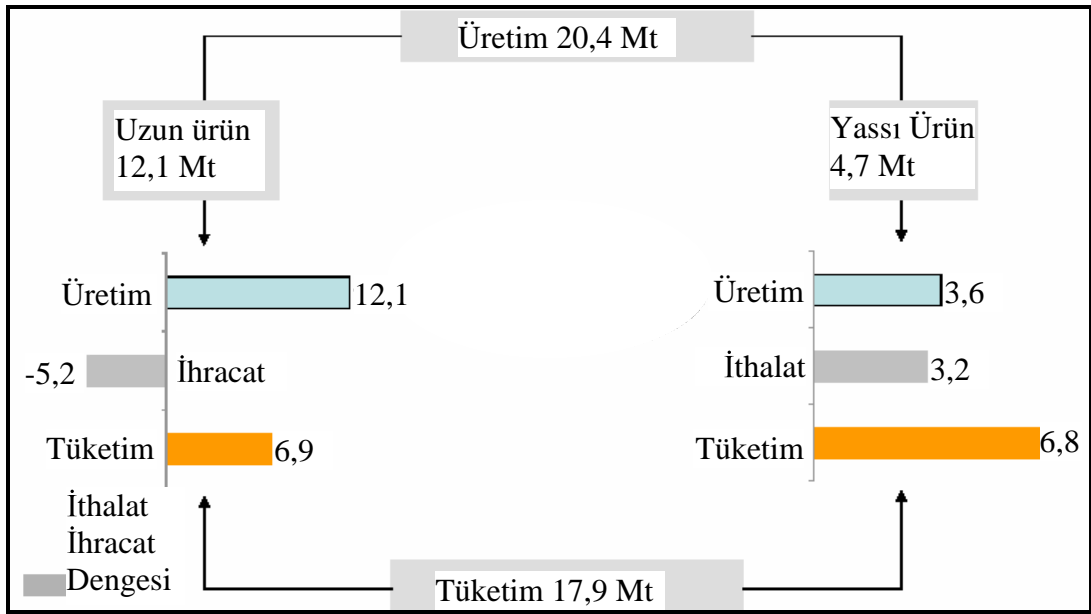 Üretim 20,4 Mt
Uzun ürün
12,1 Mt
Yassı Ürün
4,7 Mt
Üretim
12,1
-5,2
İhracat
Tüketim
6,9
Üretim
3,6
İthalat
3,2
Tüketim
6,8
İthalat
İhracat
Dengesi
Tüketim 17,9 Mt